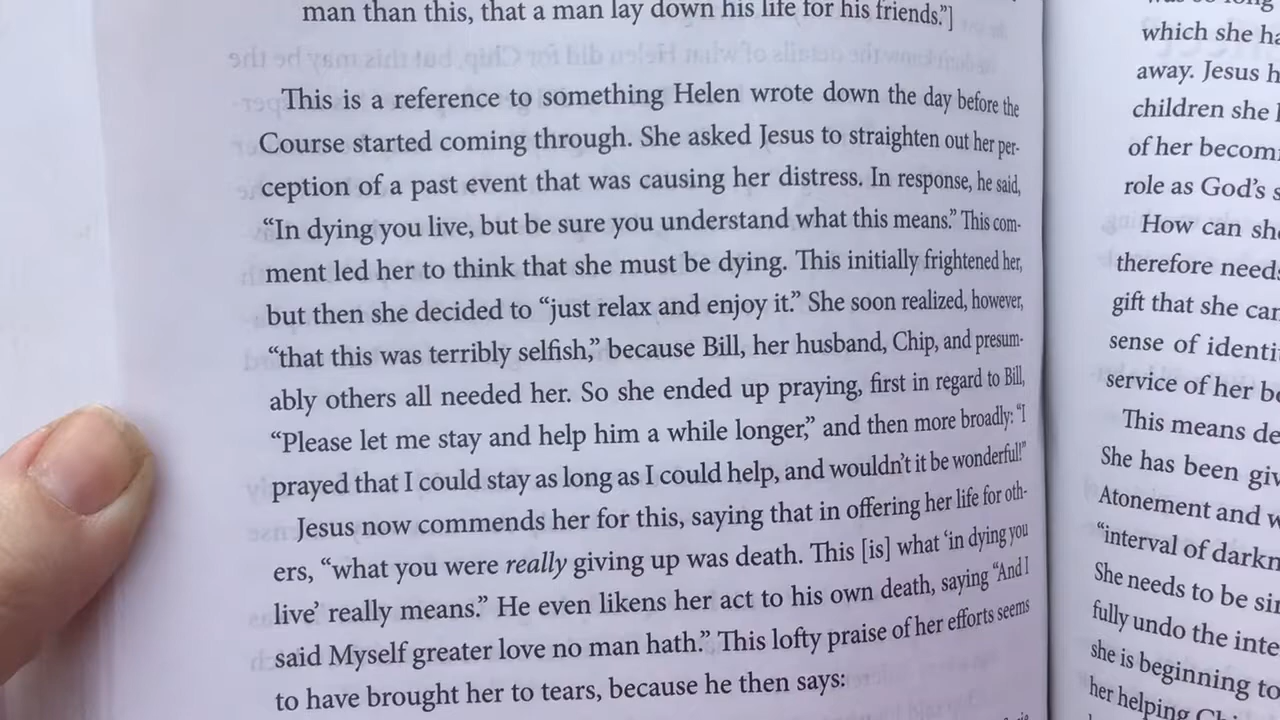 man than this, that a man lay down his life for his friends.”]
This is a reference to something Helen wrote down the day before the
Course started coming through. She asked Jesus to straighten out her per-
ception of a past event that was causing her distress. In response, he said,
“In dying you live, but be sure you understand what this means.” This com-
ment led her to think that she must be dying. This initially frightened her,
but then she decided to “just relax and enjoy it.” She soon realized, however,
“that this was terribly selfish,” because Bill, her husband, Chip, and presum-
ably others all needed her. So she ended up praying, first in regard to Bill,
“Please let me stay and help him a while longer,” and then more broadly: “I
prayed that I could stay as long as I could help, and wouldn’t it be wonderful!”
Jesus now commends her for this, saying that in offering her life for oth-
ers, “what you were really giving up was death. This [is] what ‘in dying you
live’ really means.” He even likens her act to his own death, saying “And I
said Myself greater love no man hath.” This lofty praise of her efforts seems
to have brought her to tears, because he then says:
which she
away. Jesus
children she
of her
role as God’s
How can
therefore
gift that she
sense of
service of her
This means
She has been
Atonement and
“interval of
She needs to be
fully undo the
she is beginning to
her helping